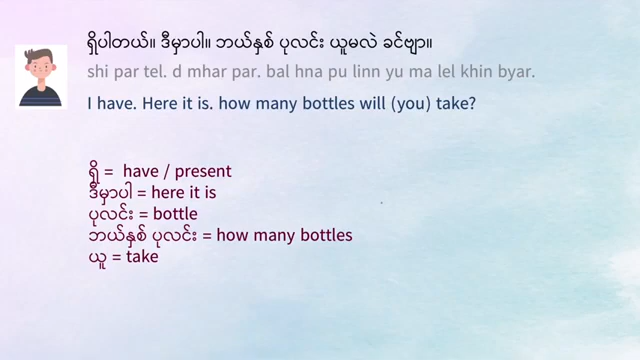 ရှိပါတယ်။ ဒီမှာပါ။ ဘယ်နှစ် ပုလင်း ယူမလဲ ခင်ဗျာ။
shi par tel. d mhar par. bal hna pu linn yu ma lel khin byar.
I have. Here it is. how many bottles will (you) take?
ရှိ = have / present
ဒီမှာပါ = here it is
ပုလင်း = bottle
ဘယ်နှစ် ပုလင်း = how many bottles
ယူ = take